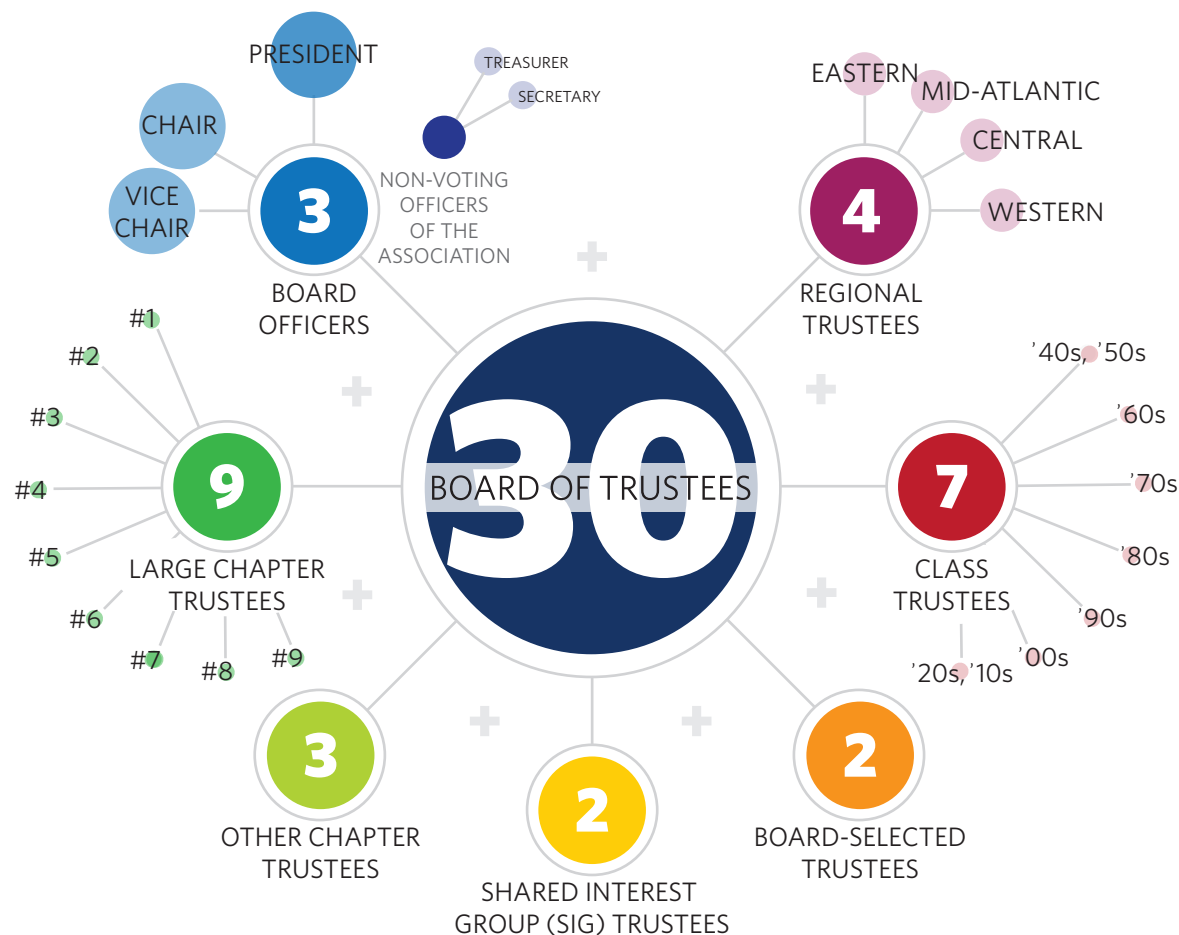 PRESIDENT
CHAIR
VICE
CHAIR
3
BOARD
OFFICERS
TREASURER
SECRETARY
NON-VOTING
OFFICERS
OF THE
ASSOCIATION
EASTERN
MID-ATLANTIC
CENTRAL
WESTERN
4
REGIONAL
TRUSTEES
#1
#2
#3
#4
#5
#6
#7
#8
#9
9
LARGE CHAPTER
TRUSTEES
30
BOARD OF TRUSTEES
7
CLASS
TRUSTEES
’40s, ’50s
’60s
’70s
’80s
’90s
’00s
’20s, ’10s
3
OTHER CHAPTER
TRUSTEES
2
SHARED INTEREST
GROUP (SIG) TRUSTEES
2
BOARD-SELECTED
TRUSTEES